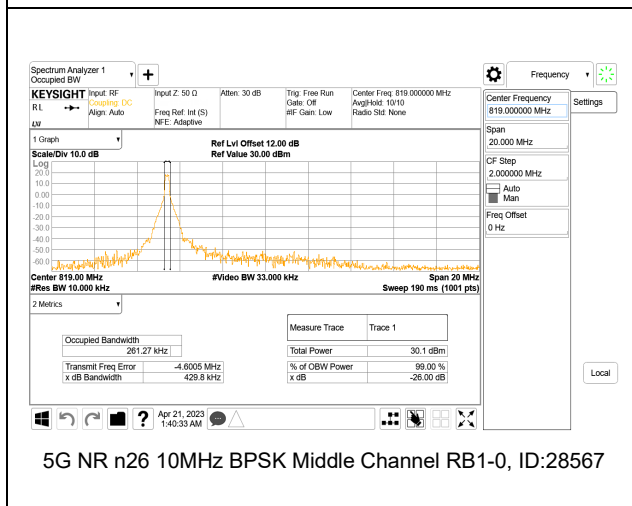 Spectrum Analyzer 1
Occupied BW
+
Frequency
KEYSIGHT
RL
LXI
Input: RF
Coupling: DC
Align: Auto
Input Z: 50 Ω
Freq Ref: Int (S)
NFE: Adaptive
Atten: 30 dB
Trig: Free Run
Gate: Off
#IF Gain: Low
Center Freq: 819.000000 MHz
Avg|Hold: 10/10
Radio Std: None
Center Frequency
819.000000 MHz
Settings
Span
20.000 MHz
CF Step
2.000000 MHz
Auto
Man
Freq Offset
0 Hz
Local
1 Graph
Scale/Div 10.0 dB
Ref Lvl Offset 12.00 dB
Ref Value 30.00 dBm
Log
20.0
10.0
0.00
-10.0
-20.0
-30.0
-40.0
-50.0
-60.0
Center 819.00 MHz
#Video BW 33.000 kHz
Span 20 MHz
#Res BW 10.000 kHz
Sweep 190 ms (1001 pts)
2 Metrics
Measure Trace Trace 1
Occupied Bandwidth
261.27 kHz
Total Power 30.1 dBm
Transmit Freq Error -4.6005 MHz
% of OBW Power 99.00 %
x dB Bandwidth 429.8 kHz
x dB -26.00 dB
?
Apr 21, 2023
1:40:33 AM
5G NR n26 10MHz BPSK Middle Channel RB1-0, ID:28567